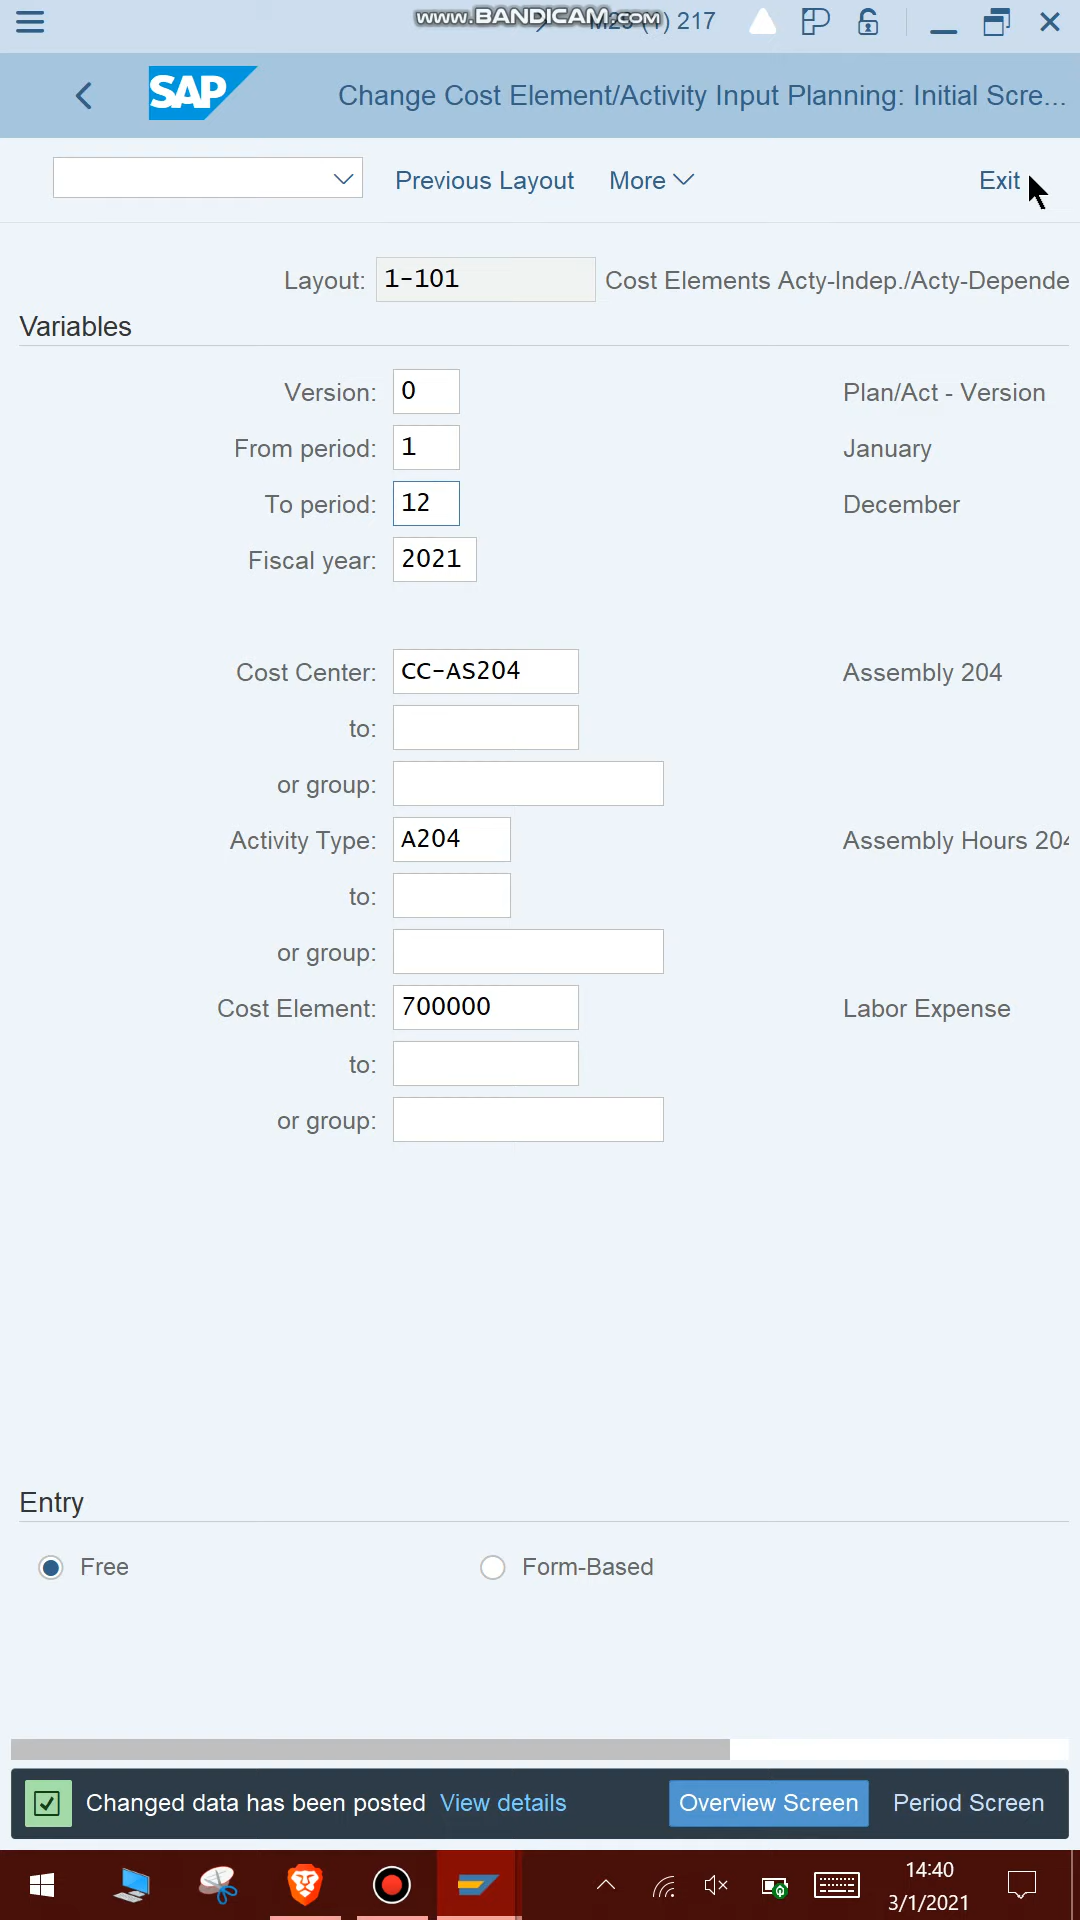 www.BANDICAM.com
(1) 217
SAP
Change Cost Element/Activity Input Planning: Initial Scre...
Previous Layout More Exit
Layout: 1-101 Cost Elements Acty-Indep./Acty-Depende
Variables
Version: 0 Plan/Act - Version
From period: 1 January
To period: 12 December
Fiscal year: 2021
Cost Center: CC-AS204 Assembly 204
to:
or group:
Activity Type: A204 Assembly Hours 204
to:
or group:
Cost Element: 700000 Labor Expense
to:
or group:
Entry
Free Form-Based
Changed data has been posted View details Overview Screen Period Screen
14:40
3/1/2021